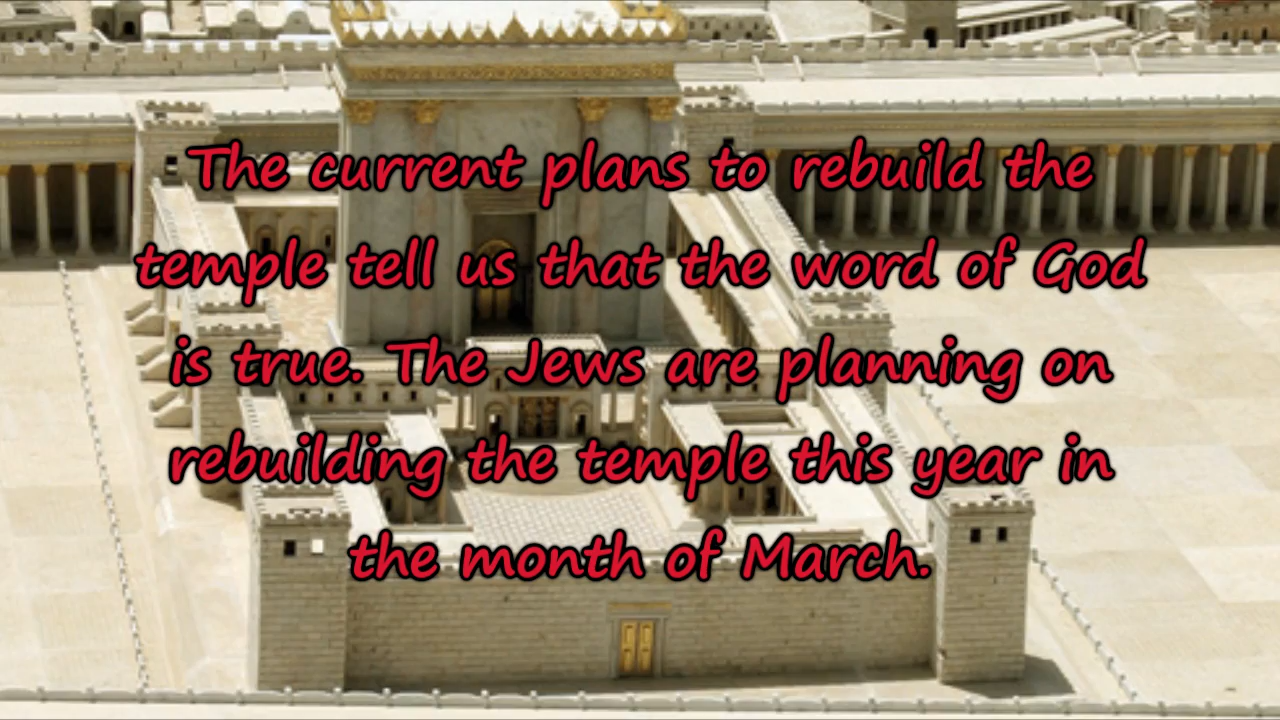 The current plans to rebuild the
temple tell us that the word of God
is true. The Jews are planning on
rebuilding the temple this year in
the month of March.